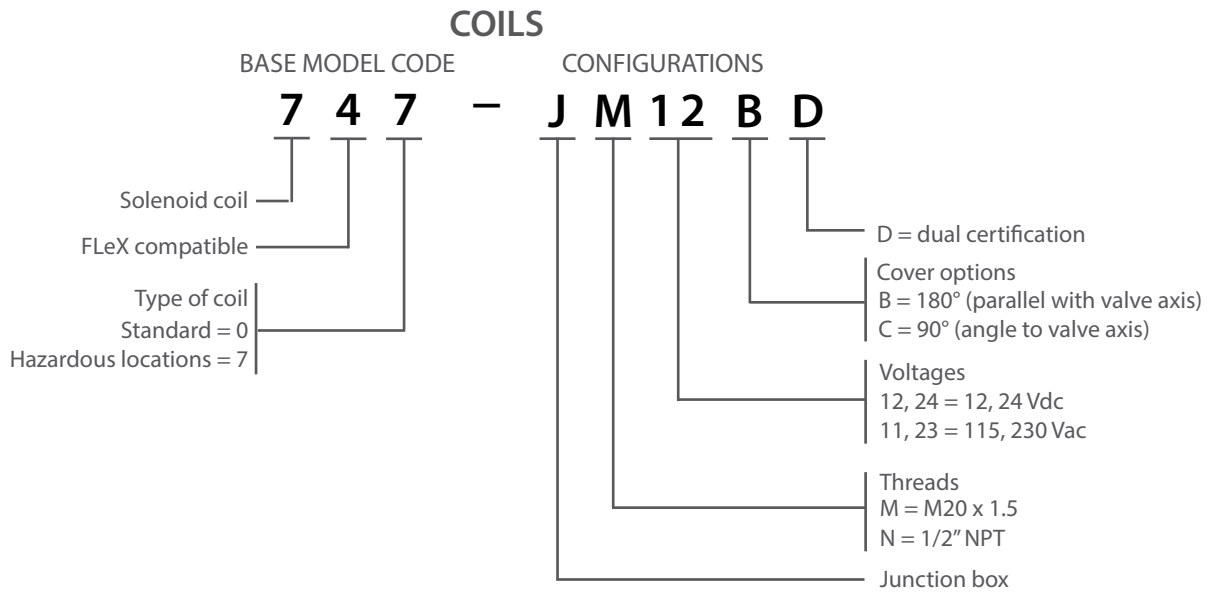 COILS
BASE MODEL CODE CONFIGURATIONS
7 4 7 – J M 12 B D
Solenoid coil
FLeX compatible
Type of coil
Standard = 0
Hazardous locations = 7
D = dual certification
Cover options
B = 180° (parallel with valve axis)
C = 90° (angle to valve axis)
Voltages
12, 24 = 12, 24 Vdc
11, 23 = 115, 230 Vac
Threads
M = M20 x 1.5
N = 1/2” NPT
Junction box